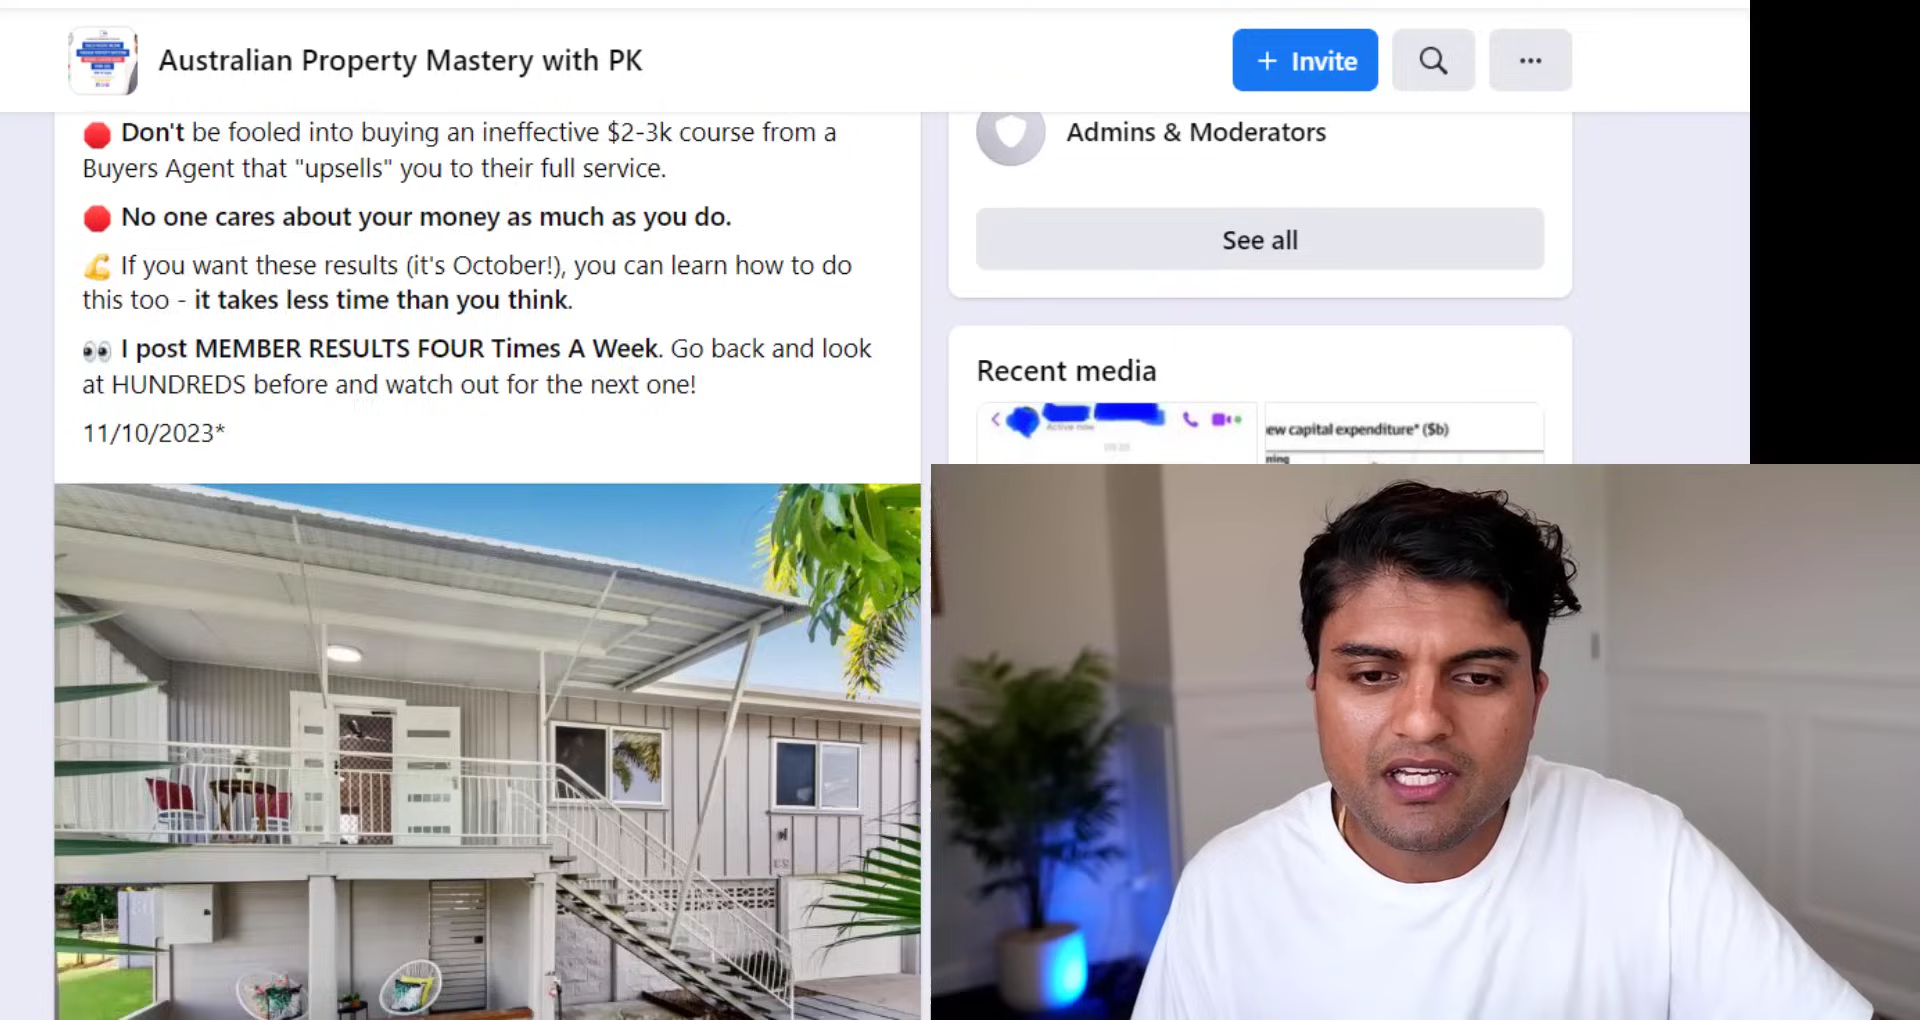 Australian Property Mastery with PK
+ Invite
🛑 Don't be fooled into buying an ineffective $2-3k course from a
Buyers Agent that "upsells" you to their full service.
🛑 No one cares about your money as much as you do.
💪 If you want these results (it's October!), you can learn how to do
this too - it takes less time than you think.
👀 I post MEMBER RESULTS FOUR Times A Week. Go back and look
at HUNDREDS before and watch out for the next one!
11/10/2023*
Admins & Moderators
See all
Recent media
Active now
ew capital expenditure* ($b)
ning